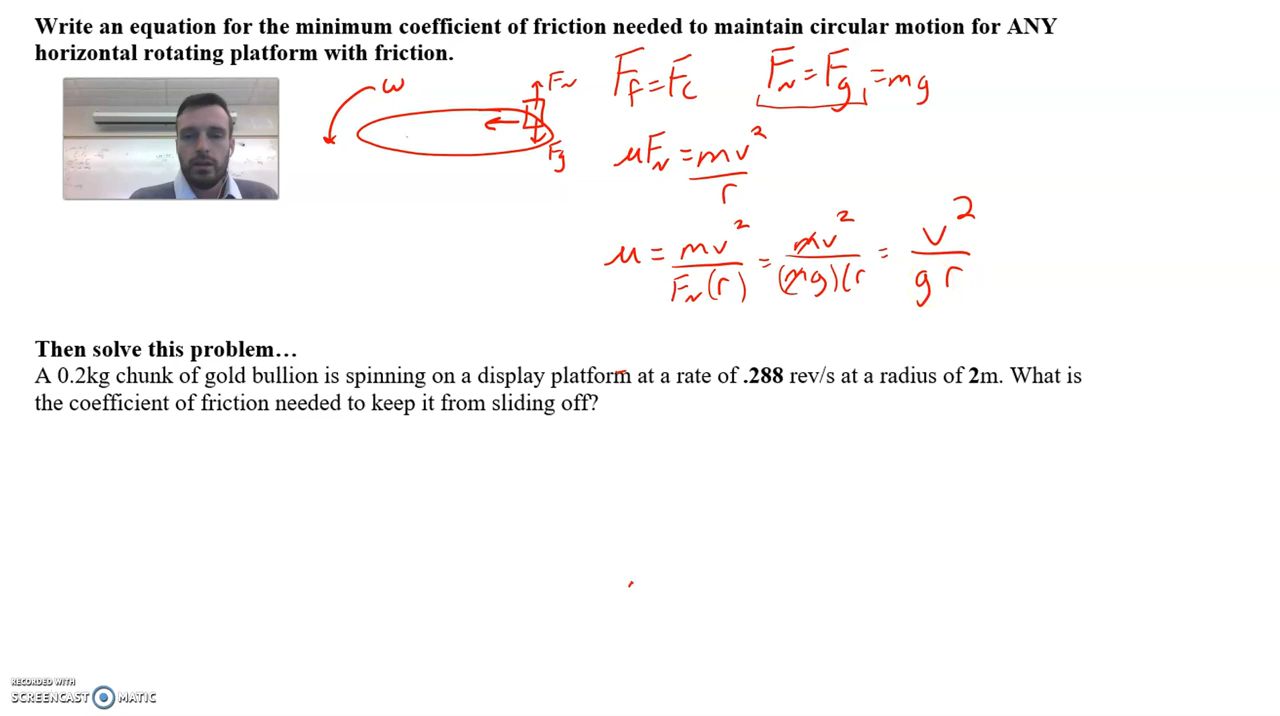 Write an equation for the minimum coefficient of friction needed to maintain circular motion for ANY
horizontal rotating platform with friction.
ω
F_N
F_g
F_f = F_c
F_N = F_g = mg
μF_N = mv²/r
μ = mv²/F_N(r) = mv²/(mg)(r = v²/g r
Then solve this problem…
A 0.2kg chunk of gold bullion is spinning on a display platform at a rate of .288 rev/s at a radius of 2m. What is
the coefficient of friction needed to keep it from sliding off?
RECORDED WITH
SCREENCAST MATIC